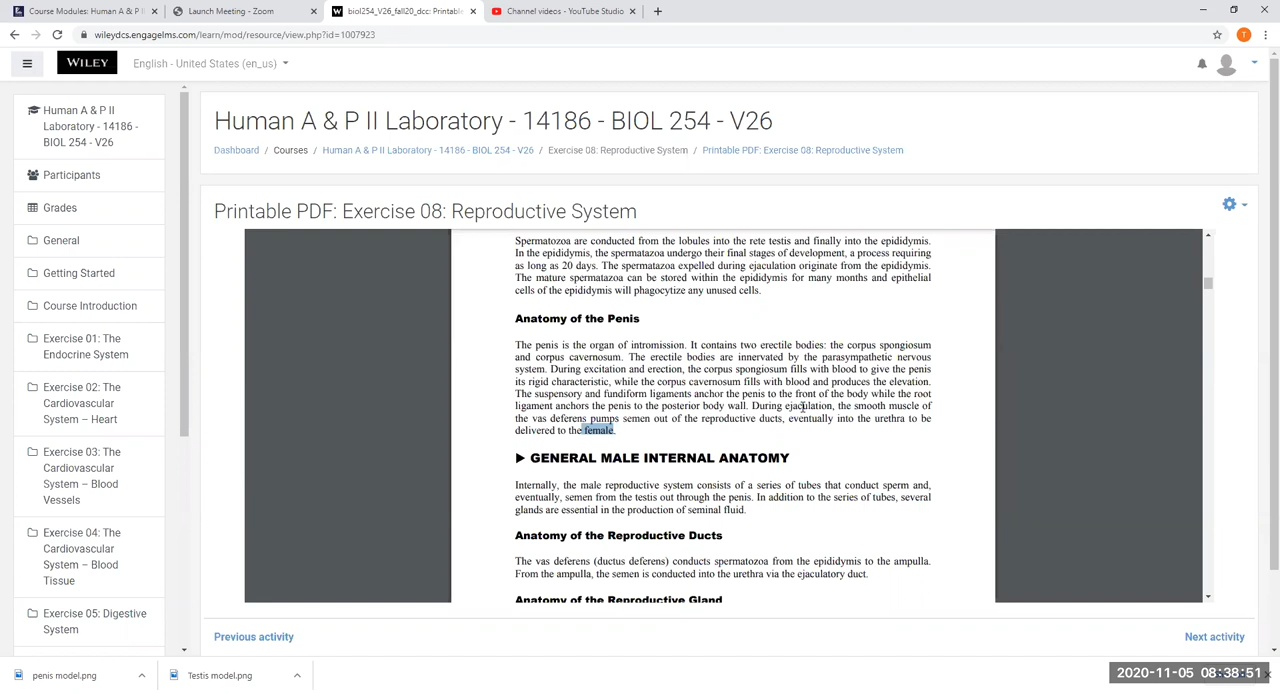 Course Modules: Human A & P I
Launch Meeting - Zoom
biol254_V26_fall20_dcc: Printabl
Channel videos - YouTube Studio
wileydcs.engagelms.com/learn/mod/resource/view.php?id=1007923
T
WILEY
English - United States (en_us)
Human A & P II
Laboratory - 14186 -
BIOL 254 - V26
Participants
Grades
General
Getting Started
Course Introduction
Exercise 01: The
Endocrine System
Exercise 02: The
Cardiovascular
System – Heart
Exercise 03: The
Cardiovascular
System – Blood
Vessels
Exercise 04: The
Cardiovascular
System – Blood
Tissue
Exercise 05: Digestive
System
Human A & P II Laboratory - 14186 - BIOL 254 - V26
Dashboard / Courses / Human A & P II Laboratory - 14186 - BIOL 254 - V26 / Exercise 08: Reproductive System / Printable PDF: Exercise 08: Reproductive System
Printable PDF: Exercise 08: Reproductive System
Spermatozoa are conducted from the lobules into the rete testis and finally into the epididymis.
In the epididymis, the spermatozoa undergo their final stages of development, a process requiring
as long as 20 days. The spermatazoa expelled during ejaculation originate from the epididymis.
The mature spermatazoa can be stored within the epididymis for many months and epithelial
cells of the epididymis will phagocytize any unused cells.
Anatomy of the Penis
The penis is the organ of intromission. It contains two erectile bodies: the corpus spongiosum
and corpus cavernosum. The erectile bodies are innervated by the parasympathetic nervous
system. During excitation and erection, the corpus spongiosum fills with blood to give the penis
its rigid characteristic, while the corpus cavernosum fills with blood and produces the elevation.
The suspensory and fundiform ligaments anchor the penis to the front of the body while the root
ligament anchors the penis to the posterior body wall. During ejaculation, the smooth muscle of
the vas deferens pumps semen out of the reproductive ducts, eventually into the urethra to be
delivered to the female.
► GENERAL MALE INTERNAL ANATOMY
Internally, the male reproductive system consists of a series of tubes that conduct sperm and,
eventually, semen from the testis out through the penis. In addition to the series of tubes, several
glands are essential in the production of seminal fluid.
Anatomy of the Reproductive Ducts
The vas deferens (ductus deferens) conducts spermatozoa from the epididymis to the ampulla.
From the ampulla, the semen is conducted into the urethra via the ejaculatory duct.
Anatomy of the Reproductive Gland
Previous activity
Next activity
penis model.png
Testis model.png
2020-11-05 08:38:51